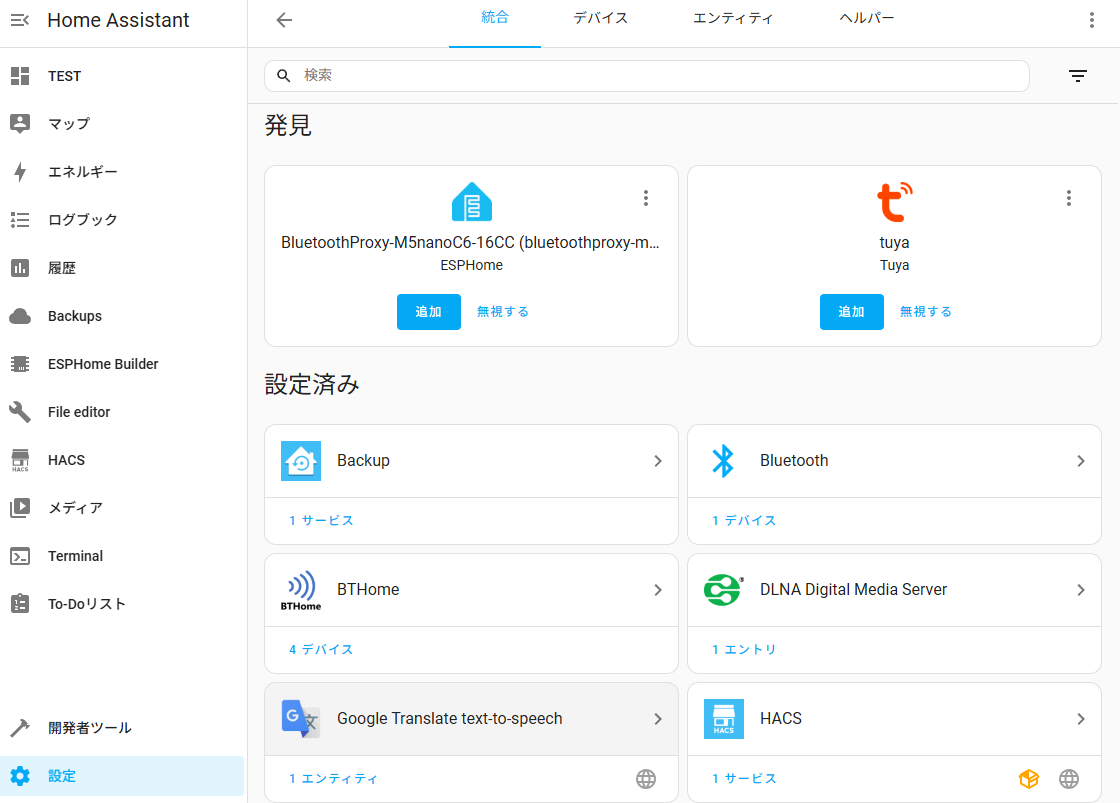 Home Assistant
TEST
マップ
エネルギー
ログブック
履歴
Backups
ESPHome Builder
File editor
HACS
HACS
メディア
Terminal
To-Doリスト
開発者ツール
設定
統合
デバイス
エンティティ
ヘルパー
検索
発見
BluetoothProxy-M5nanoC6-16CC (bluetoothproxy-m...
ESPHome
追加
無視する
tuya
Tuya
追加
無視する
設定済み
Backup
1 サービス
Bluetooth
1 デバイス
BTHome
BTHome
4 デバイス
DLNA Digital Media Server
1 エントリ
G 文
Google Translate text-to-speech
1 エンティティ
HACS
HACS
1 サービス